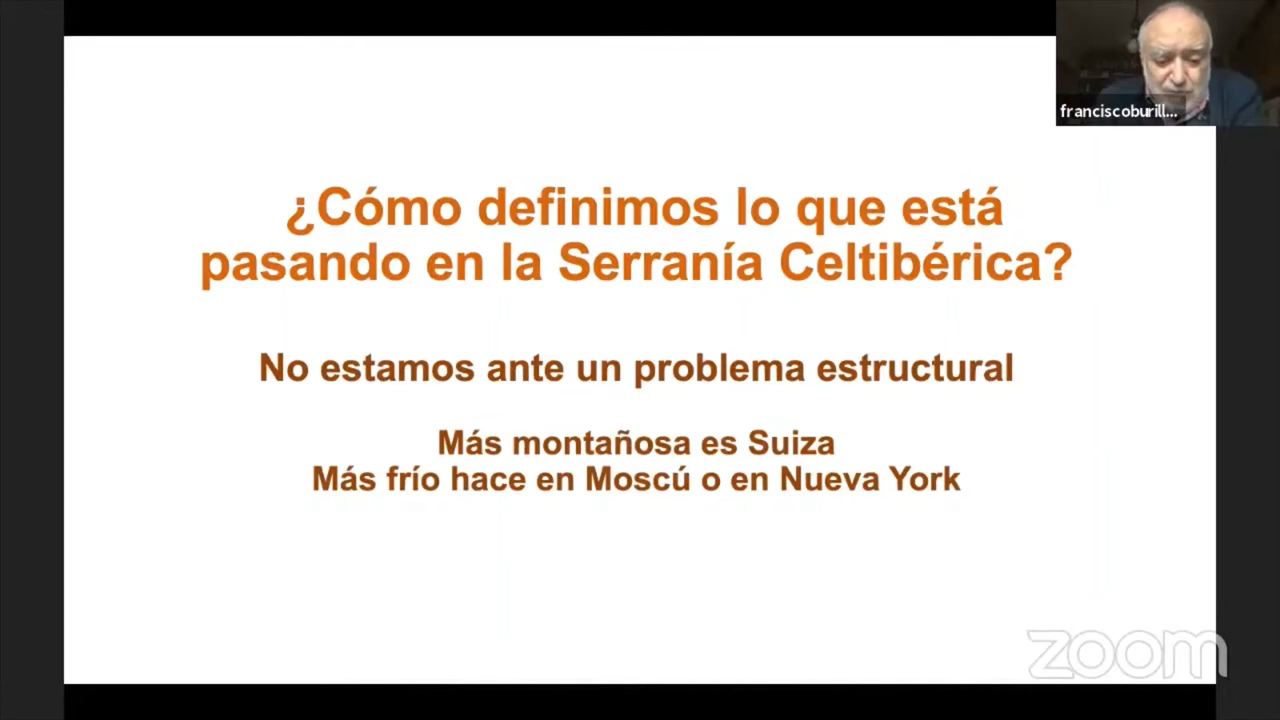 franciscoburill...
¿Cómo definimos lo que está
pasando en la Serranía Celtibérica?
No estamos ante un problema estructural
Más montañosa es Suiza
Más frío hace en Moscú o en Nueva York
zoom